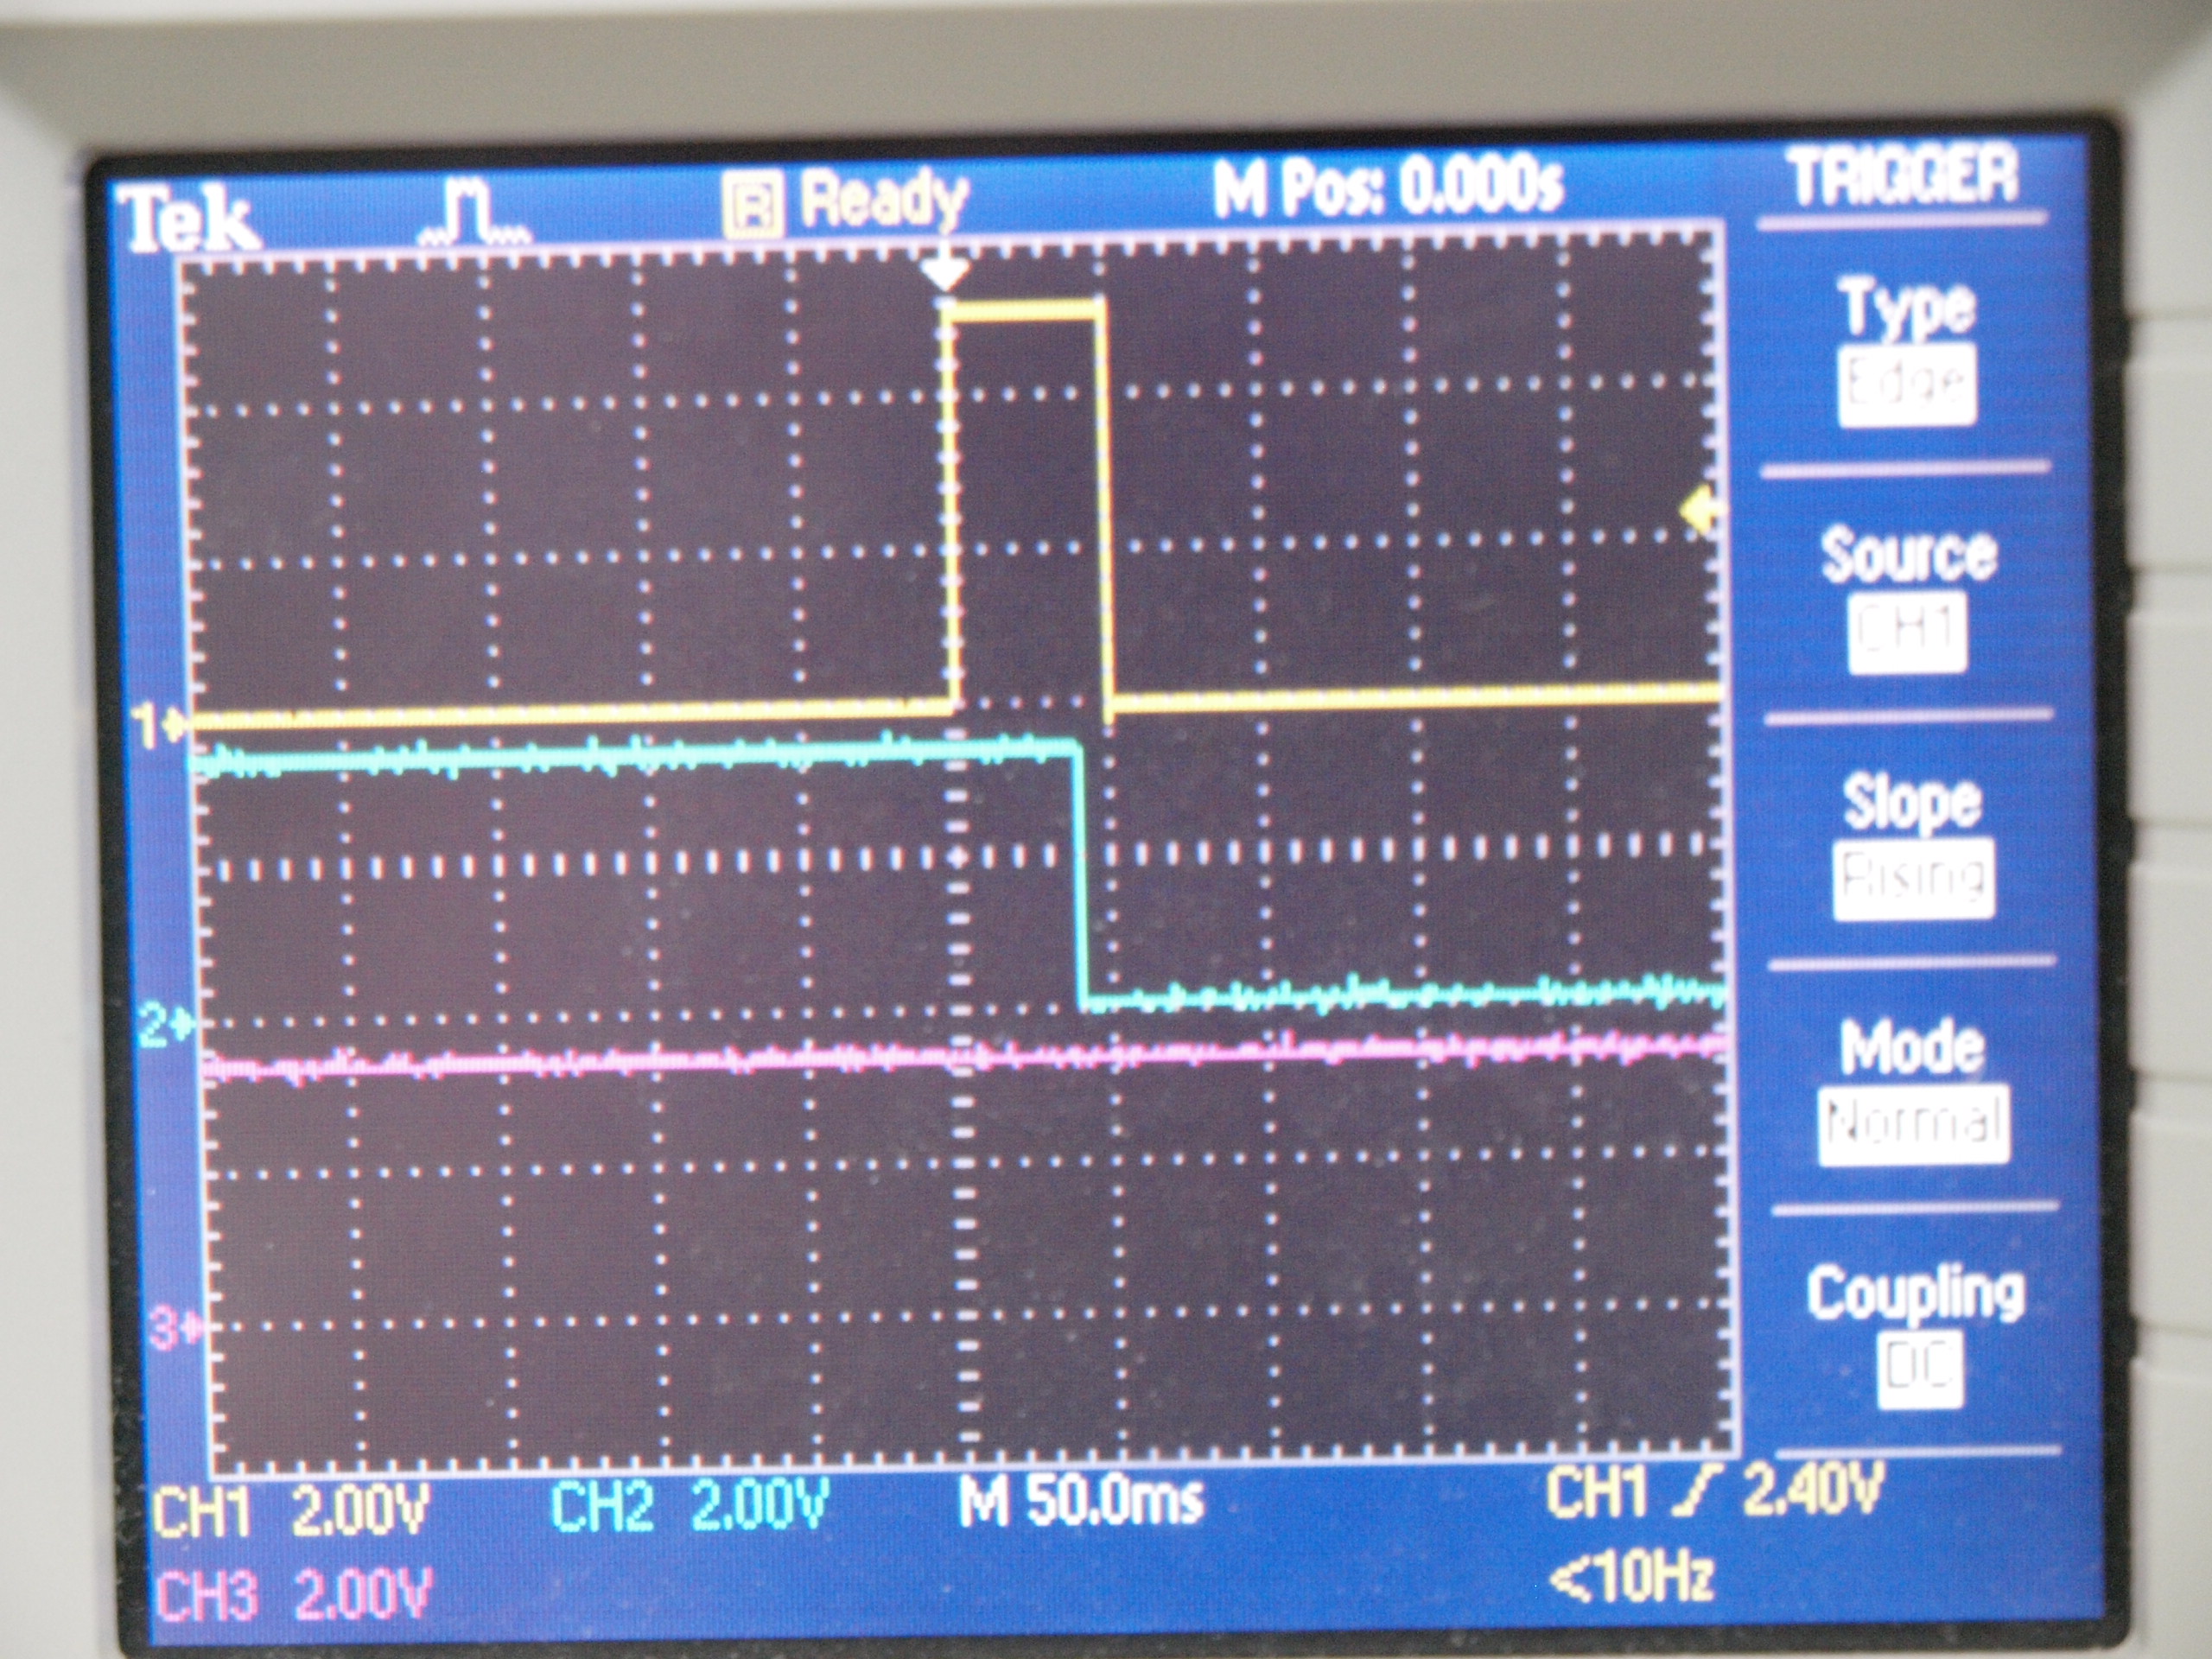 Tek R Ready M Pos: 0.000s TRIGGER
Type
Edge
Source
CH1
Slope
Rising
Mode
Normal
Coupling
DC
1
2
3
CH1 2.00V CH2 2.00V M 50.0ms CH1 2.40V
CH3 2.00V <10Hz